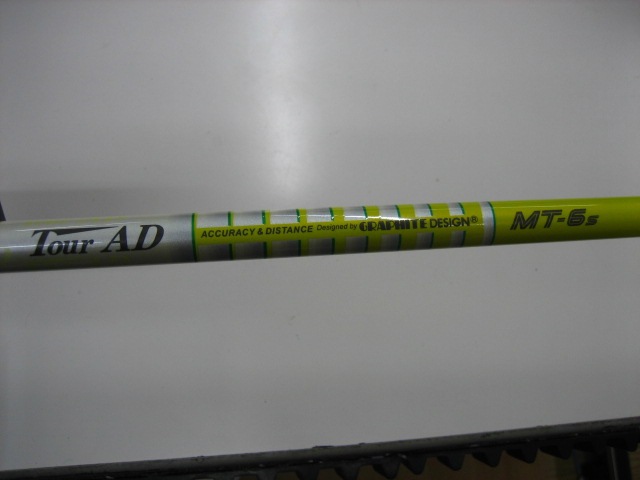 Tour AD ACCURACY & DISTANCE Designed by GRAPHITE DESIGN® MT-6s